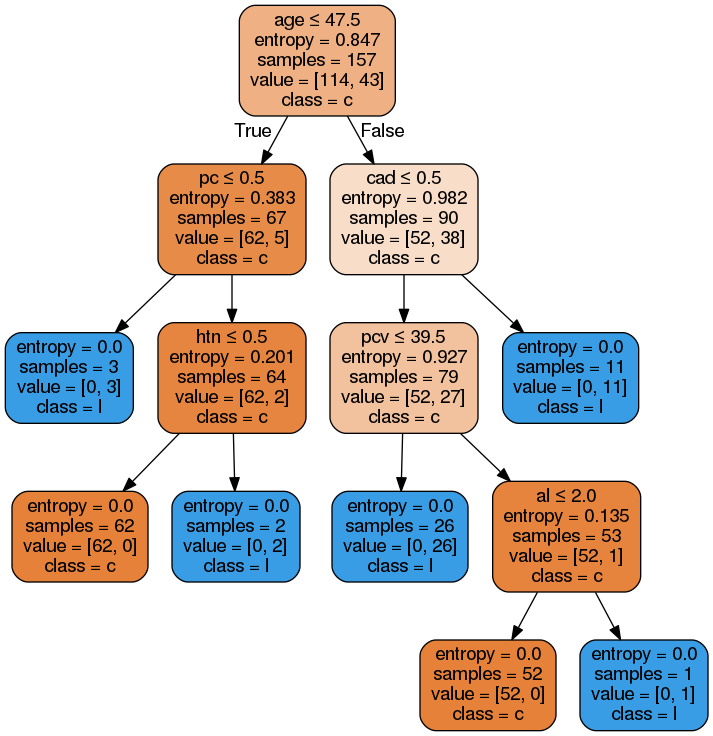 age ≤ 47.5
entropy = 0.847
samples = 157
value = [114, 43]
class = c
True
False
pc ≤ 0.5
entropy = 0.383
samples = 67
value = [62, 5]
class = c
cad ≤ 0.5
entropy = 0.982
samples = 90
value = [52, 38]
class = c
entropy = 0.0
samples = 3
value = [0, 3]
class = l
htn ≤ 0.5
entropy = 0.201
samples = 64
value = [62, 2]
class = c
pcv ≤ 39.5
entropy = 0.927
samples = 79
value = [52, 27]
class = c
entropy = 0.0
samples = 11
value = [0, 11]
class = l
entropy = 0.0
samples = 62
value = [62, 0]
class = c
entropy = 0.0
samples = 2
value = [0, 2]
class = l
entropy = 0.0
samples = 26
value = [0, 26]
class = l
al ≤ 2.0
entropy = 0.135
samples = 53
value = [52, 1]
class = c
entropy = 0.0
samples = 52
value = [52, 0]
class = c
entropy = 0.0
samples = 1
value = [0, 1]
class = l